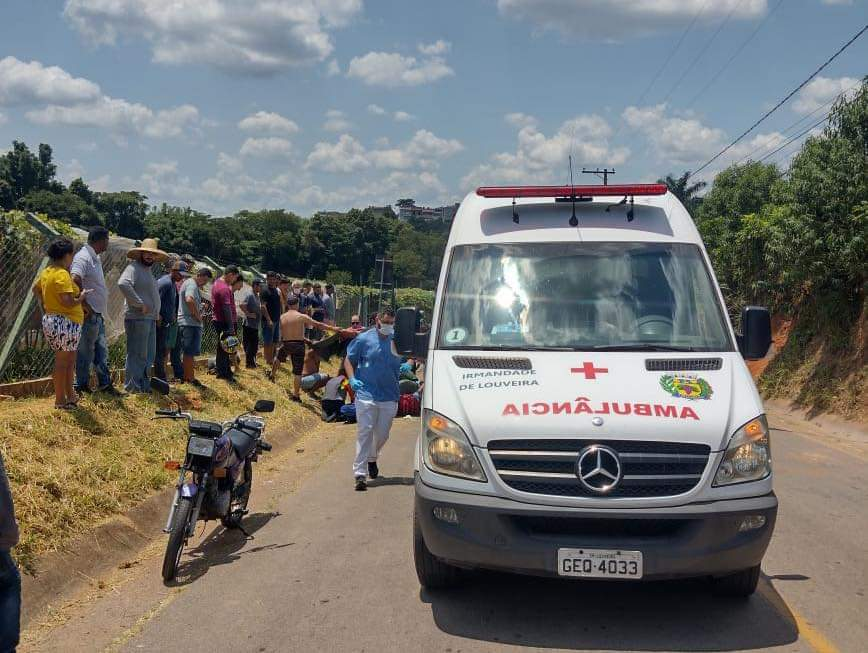 IRMANDADE
DE LOUVEIRA
AMBULÂNCIA
GEQ-4033